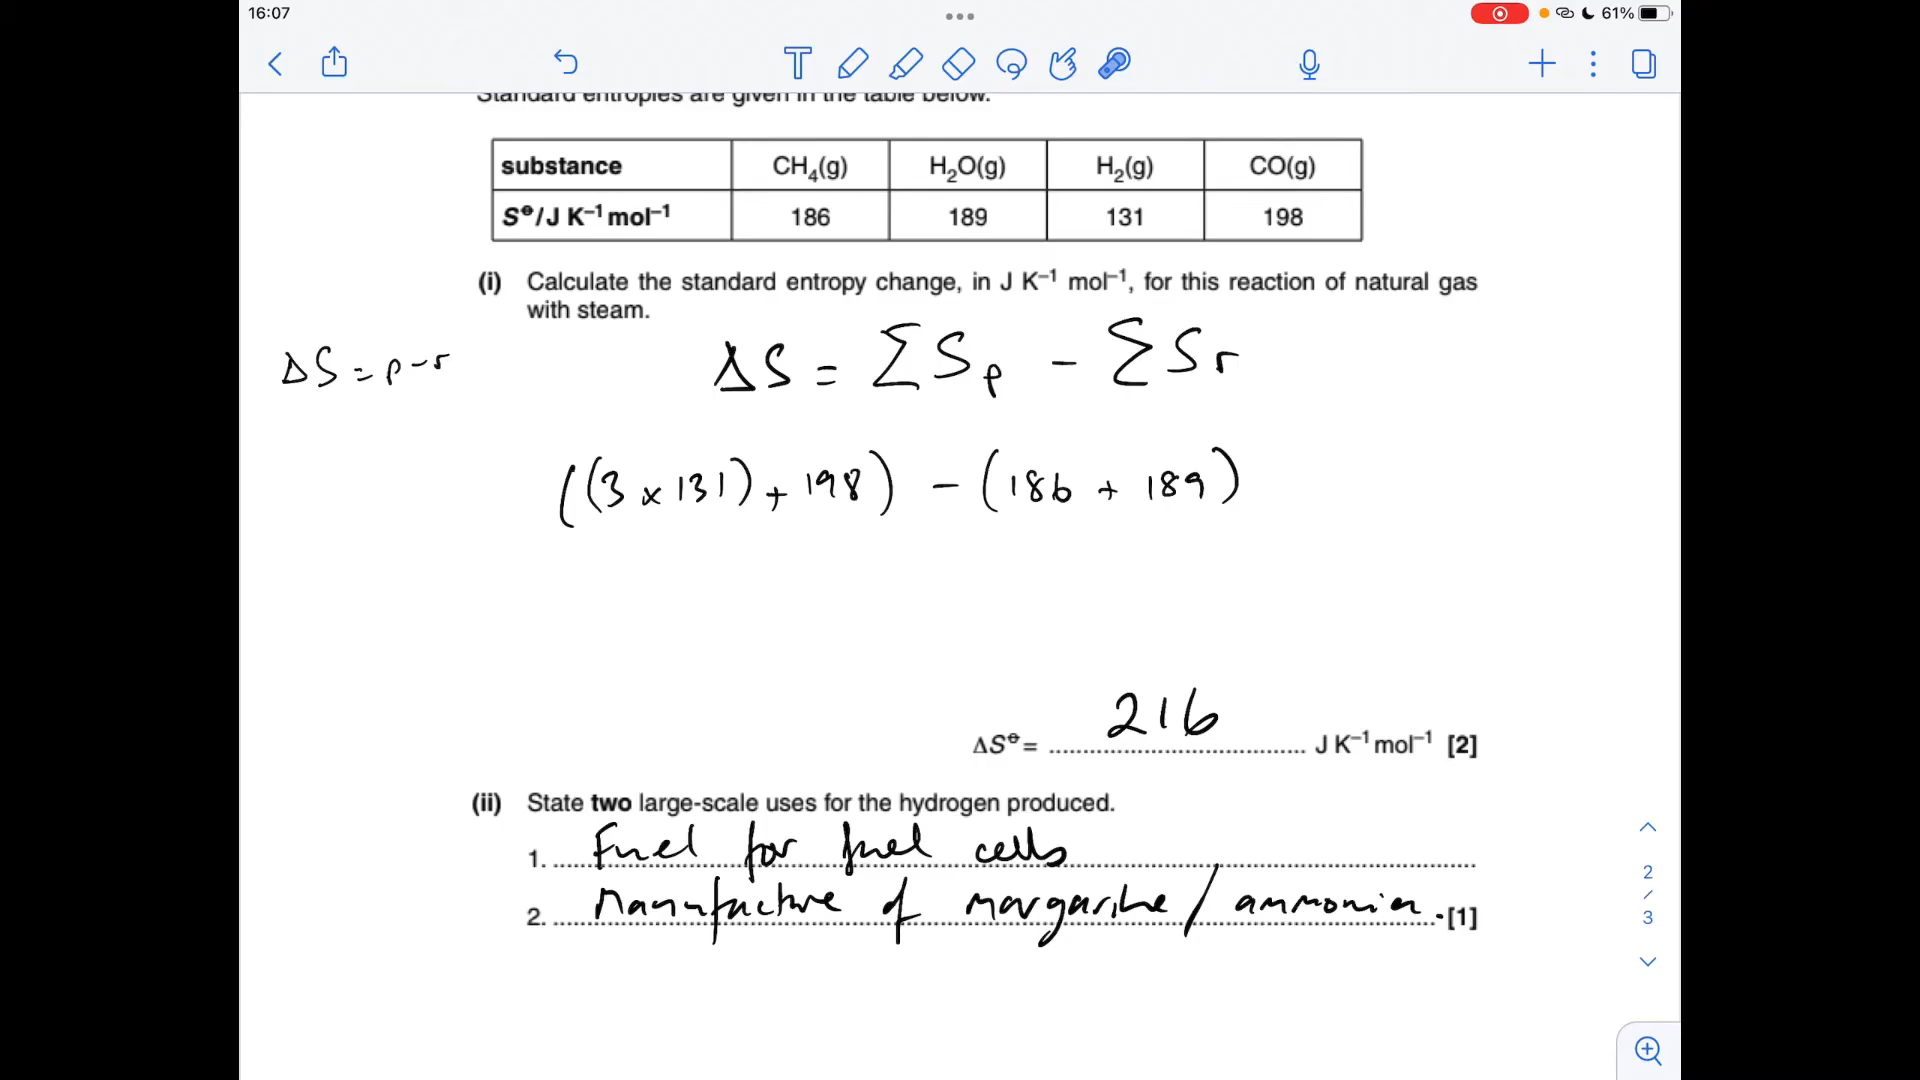 16:07
61%
Standard entropies are given in the table below.
substance CH₄(g) H₂O(g) H₂(g) CO(g)
S⦵/J K⁻¹ mol⁻¹ 186 189 131 198
(i) Calculate the standard entropy change, in J K⁻¹ mol⁻¹, for this reaction of natural gas
with steam.
ΔS = p - r
ΔS = ΣSp - ΣSr
((3 x 131) + 198) - (186 + 189)
216
ΔS⦵ = ...................................... J K⁻¹ mol⁻¹ [2]
(ii) State two large-scale uses for the hydrogen produced.
1. Fuel for fuel cells
2. Manufacture of margarine / ammonia. [1]
2
/
3